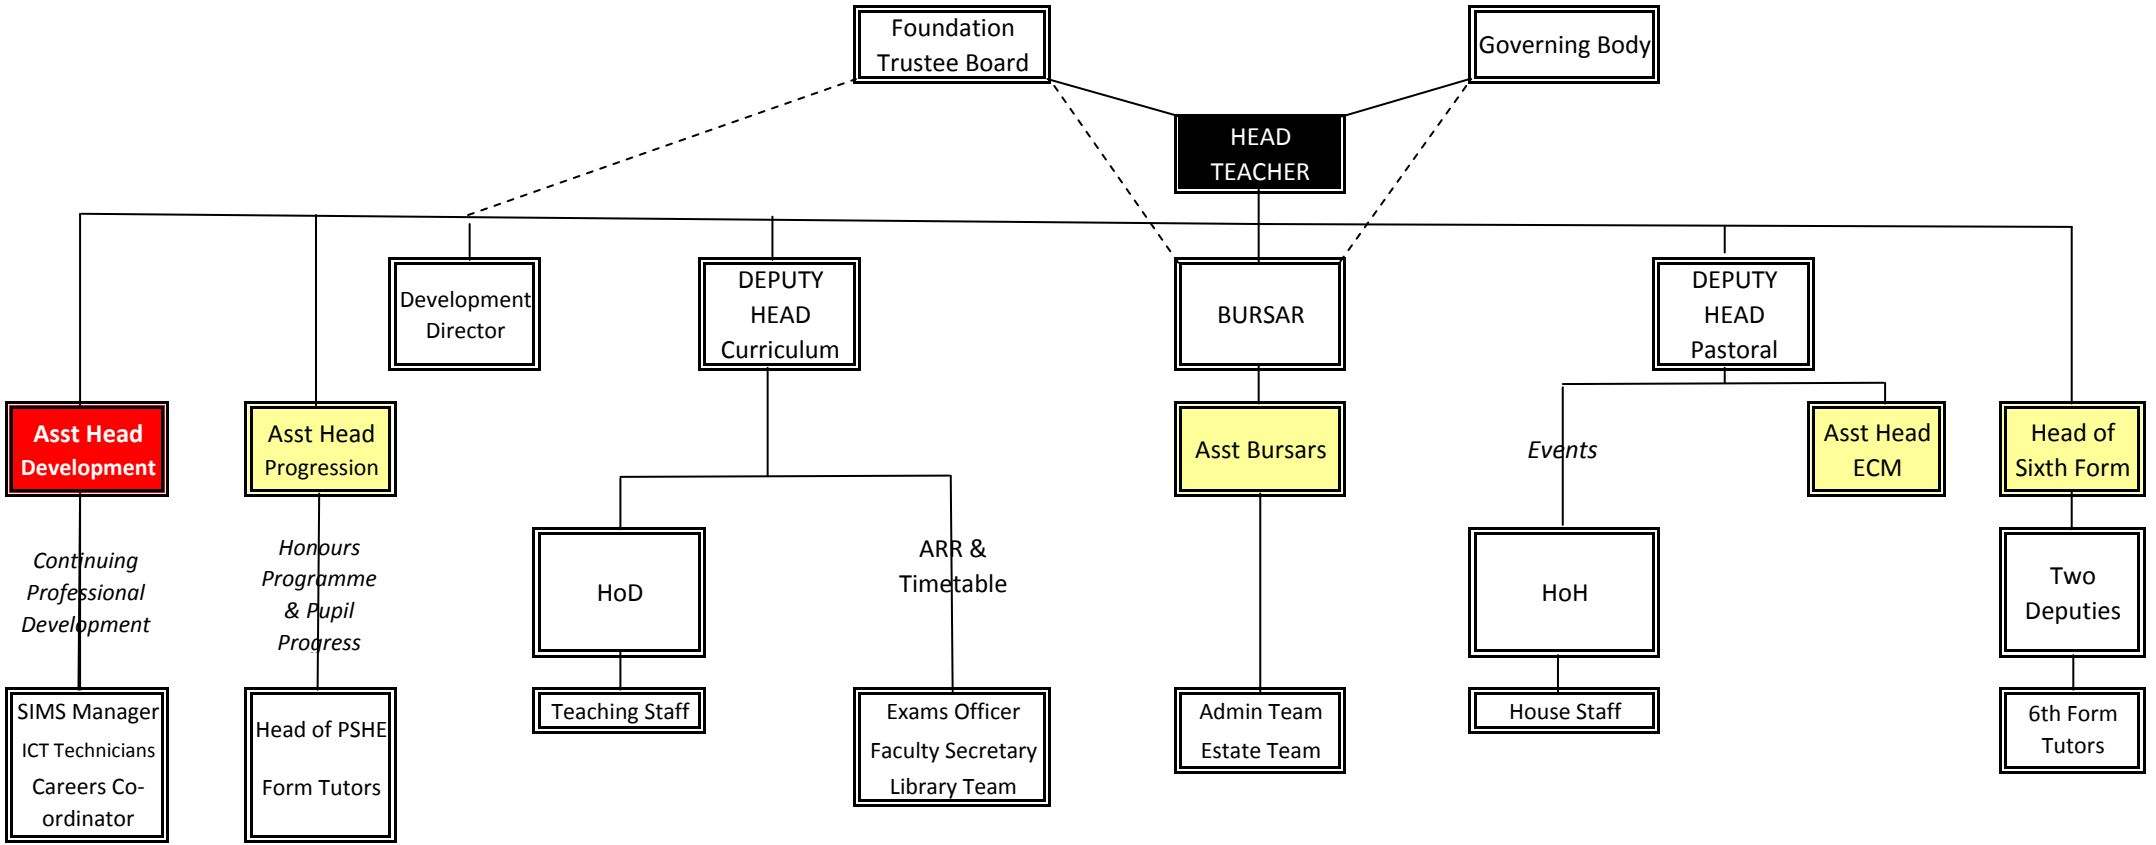 Foundation
Trustee Board
Governing Body
HEAD
TEACHER
Development
Director
DEPUTY
HEAD
Curriculum
BURSAR
DEPUTY
HEAD
Pastoral
Asst Head
Development
Asst Head
Progression
Asst Bursars
Events
Asst Head
ECM
Head of
Sixth Form
Continuing
Professional
Development
Honours
Programme
& Pupil
Progress
HoD
ARR &
Timetable
HoH
Two
Deputies
SIMS Manager
ICT Technicians
Careers Co-
ordinator
Head of PSHE
Form Tutors
Teaching Staff
Exams Officer
Faculty Secretary
Library Team
Admin Team
Estate Team
House Staff
6th Form
Tutors